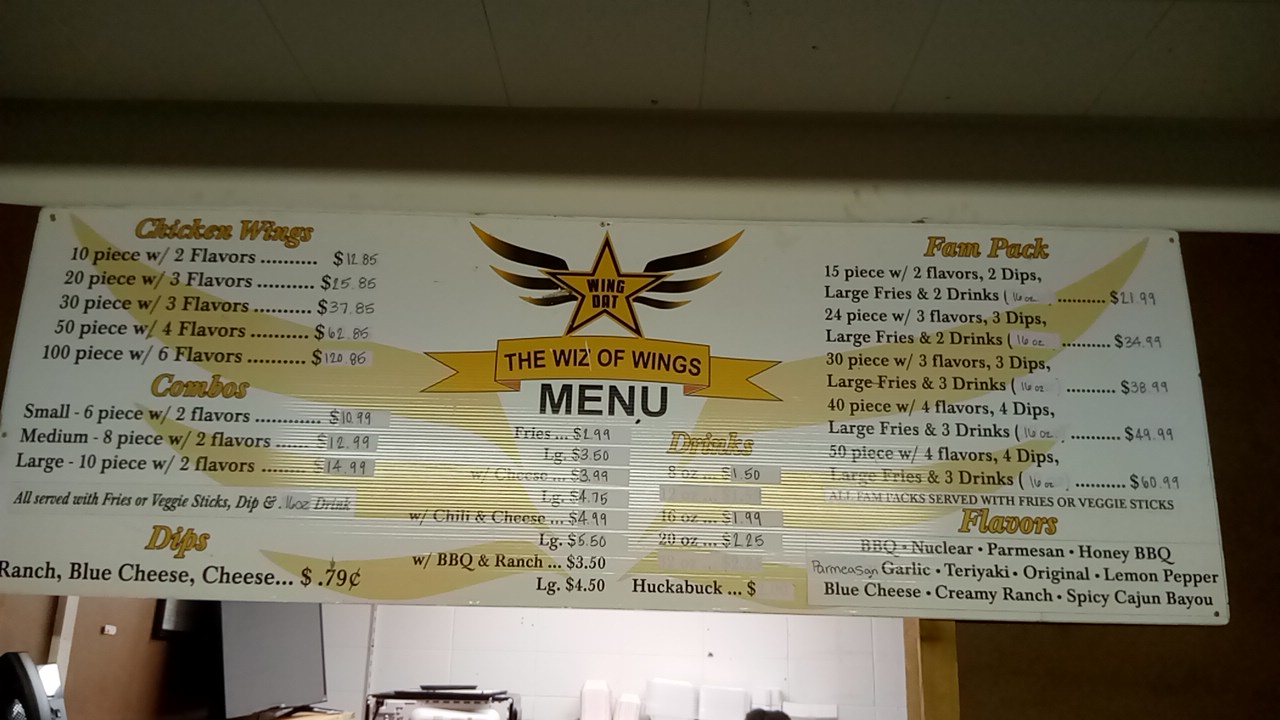 Chicken Wings
10 piece w/ 2 Flavors .......... $12.85
20 piece w/ 3 Flavors .......... $25.85
30 piece w/ 3 Flavors .......... $37.85
50 piece w/ 4 Flavors .......... $62.85
100 piece w/ 6 Flavors .......... $120.85
Combos
Small - 6 piece w/ 2 flavors ............ $10.99
Medium - 8 piece w/ 2 flavors ...... $12.99
Large - 10 piece w/ 2 flavors ........ $14.99
All served with Fries or Veggie Sticks, Dip & 16oz Drink
Dips
Ranch, Blue Cheese, Cheese... $ .79¢
WING
DAT
THE WIZ OF WINGS
MENU
Fries ... $2.99
Lg. $3.50
w/ Cheese ... $3.99
Lg. $4.75
w/ Chili & Cheese ... $4.99
Lg. $5.50
w/ BBQ & Ranch ... $3.50
Lg. $4.50
Drinks
8 oz ... $1.50
16 oz ... $1.99
20 oz ... $2.25
Huckabuck ... $
Fam Pack
15 piece w/ 2 flavors, 2 Dips,
Large Fries & 2 Drinks ( 16 oz .......... $21.99
24 piece w/ 3 flavors, 3 Dips,
Large Fries & 2 Drinks ( 16 oz .......... $34.99
30 piece w/ 3 flavors, 3 Dips,
Large Fries & 3 Drinks ( 16 oz .......... $38.99
40 piece w/ 4 flavors, 4 Dips,
Large Fries & 3 Drinks ( 16 oz .......... $49.99
50 piece w/ 4 flavors, 4 Dips,
Large Fries & 3 Drinks ( 16 oz .......... $60.99
ALL FAM PACKS SERVED WITH FRIES OR VEGGIE STICKS
Flavors
BBQ • Nuclear • Parmesan • Honey BBQ
Parmeasan Garlic • Teriyaki • Original • Lemon Pepper
Blue Cheese • Creamy Ranch • Spicy Cajun Bayou